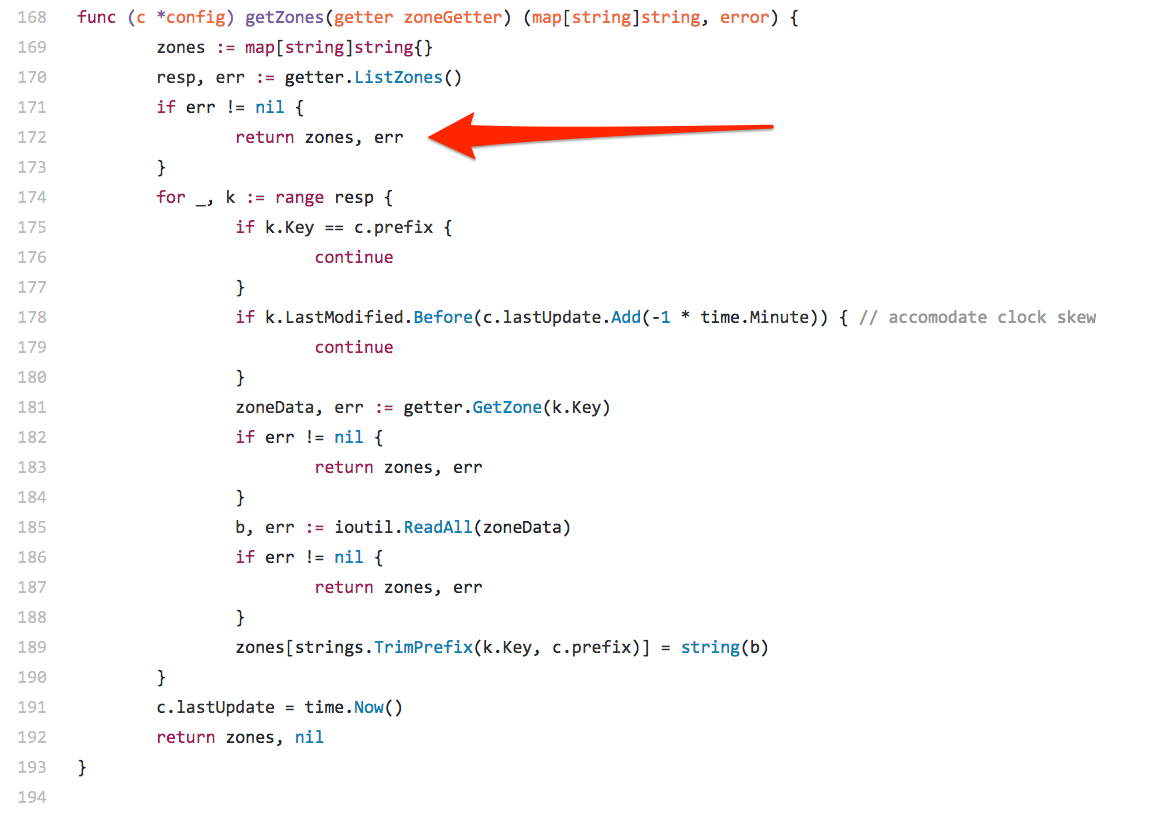 168 func (c *config) getZones(getter zoneGetter) (map[string]string, error) {
169         zones := map[string]string{}
170         resp, err := getter.ListZones()
171         if err != nil {
172                 return zones, err
173         }
174         for _, k := range resp {
175                 if k.Key == c.prefix {
176                         continue
177                 }
178                 if k.LastModified.Before(c.lastUpdate.Add(-1 * time.Minute)) { // accomodate clock skew
179                         continue
180                 }
181                 zoneData, err := getter.GetZone(k.Key)
182                 if err != nil {
183                         return zones, err
184                 }
185                 b, err := ioutil.ReadAll(zoneData)
186                 if err != nil {
187                         return zones, err
188                 }
189                 zones[strings.TrimPrefix(k.Key, c.prefix)] = string(b)
190         }
191         c.lastUpdate = time.Now()
192         return zones, nil
193 }
194